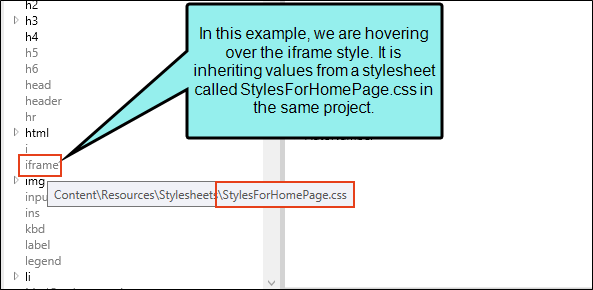 h2
h3
h4
h5
h6
head
header
hr
html
i
iframe
img
inpu
ins
kbd
label
legend
li
In this example, we are hovering
over the iframe style. It is
inheriting values from a stylesheet
called StylesForHomePage.css in
the same project.
Content\Resources\Stylesheets\StylesForHomePage.css